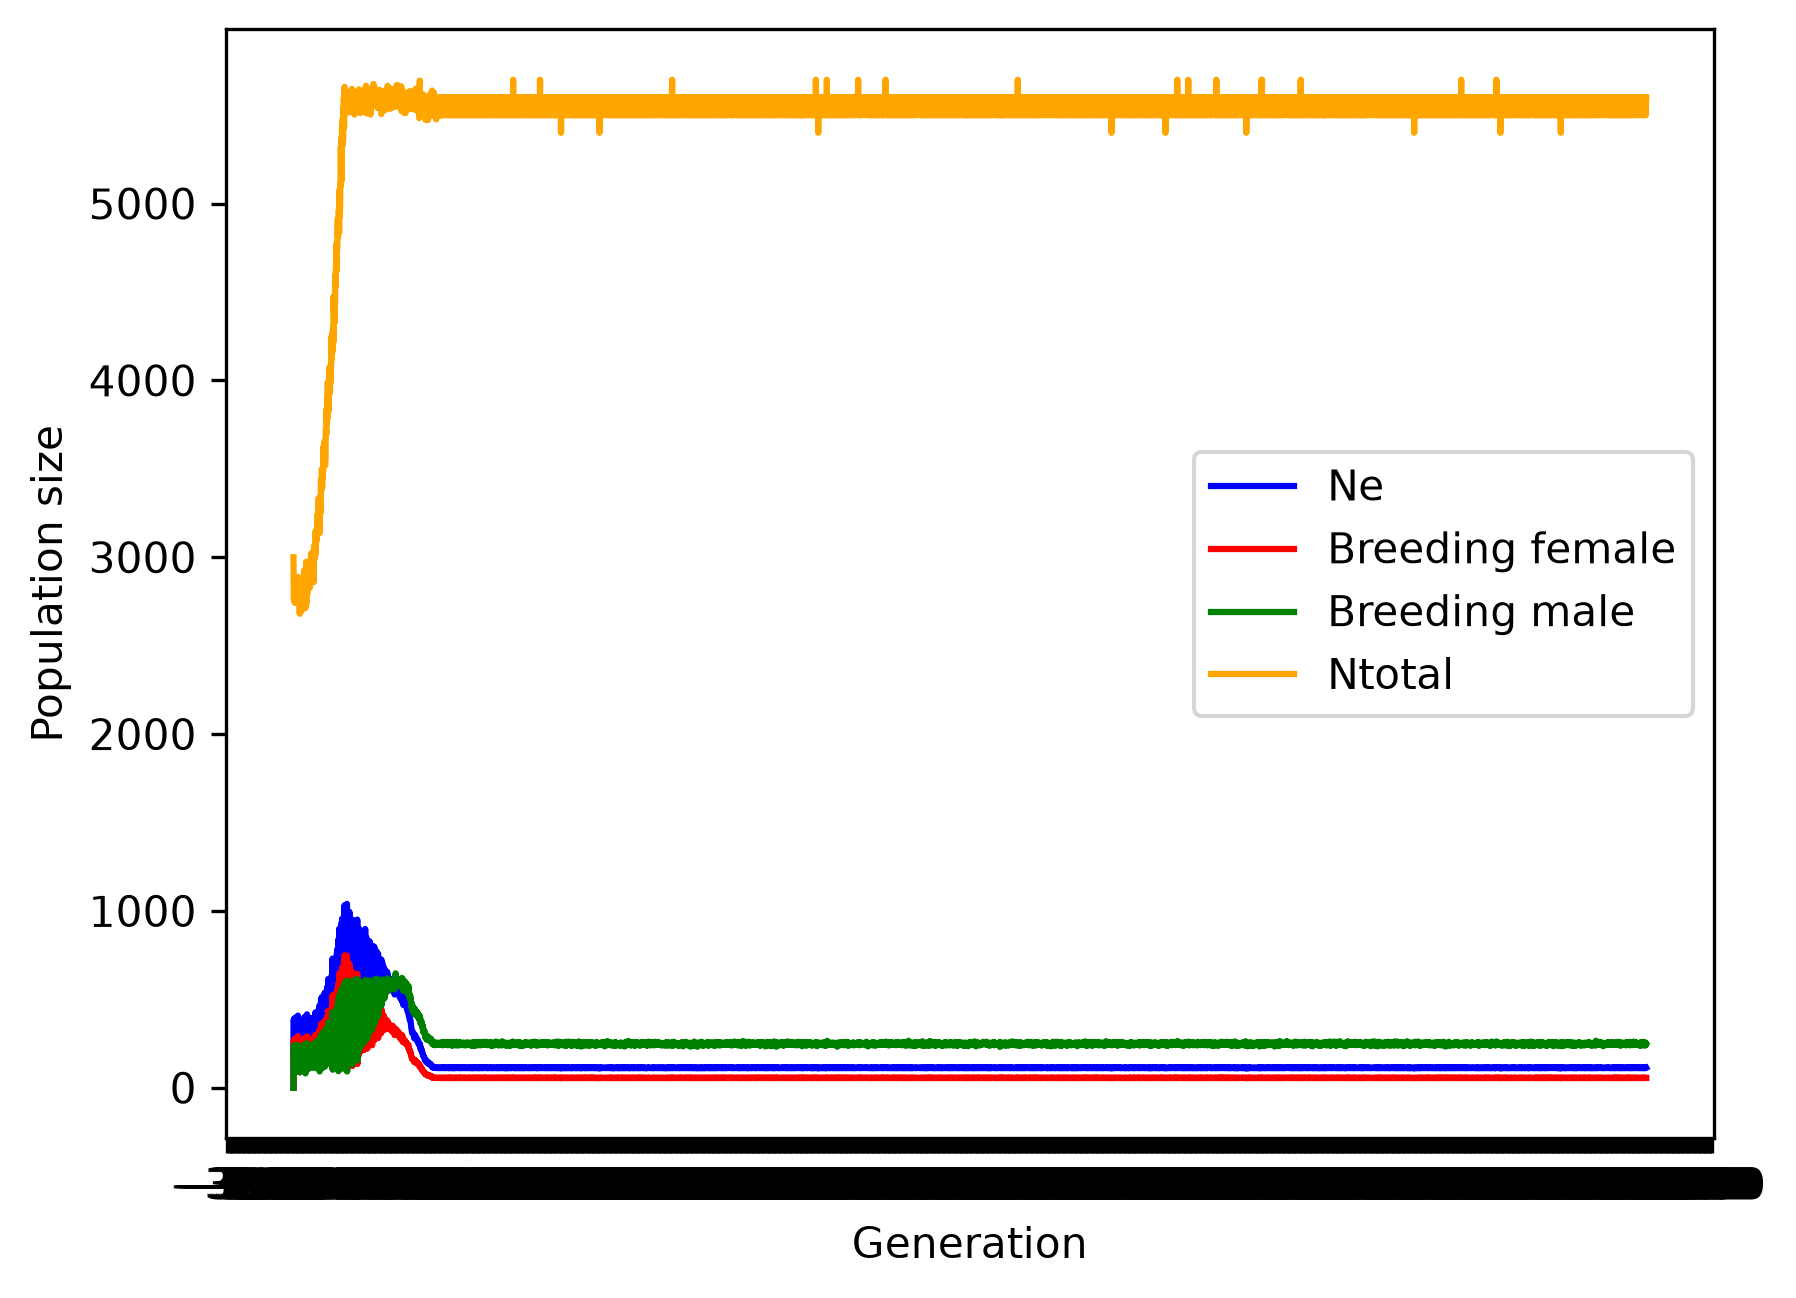 5000
4000
3000
2000
1000
0
Population size
Ne
Breeding female
Breeding male
Ntotal
Generation